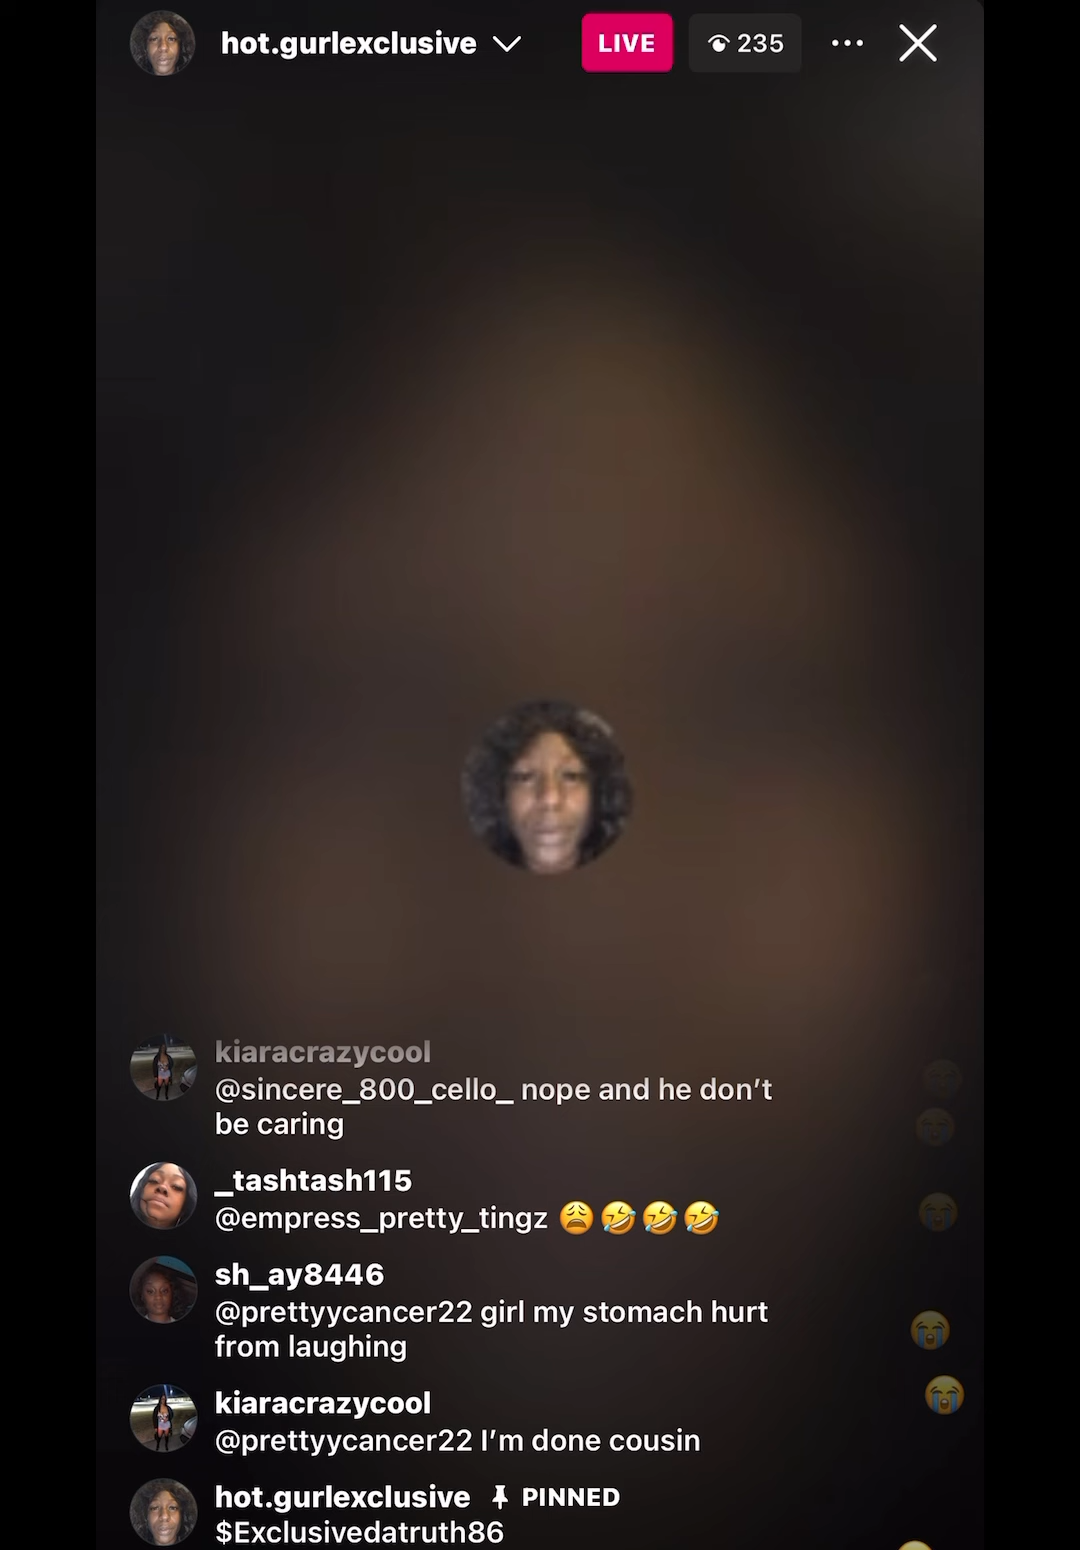 hot.gurlexclusive
LIVE
235
kiaracrazycool
@sincere_800_cello_ nope and he don’t
be caring
_tashtash115
@empress_pretty_tingz 😩🤣🤣🤣
sh_ay8446
@prettyycancer22 girl my stomach hurt
from laughing
kiaracrazycool
@prettyycancer22 I’m done cousin
hot.gurlexclusive PINNED
$Exclusivedatruth86